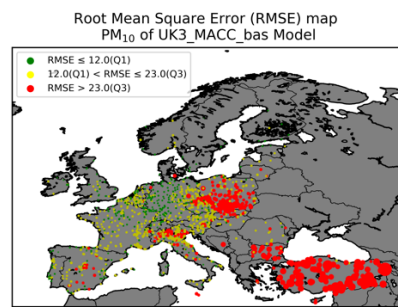 Root Mean Square Error (RMSE) map
PM₁₀ of UK3_MACC_bas Model
RMSE ≤ 12.0(Q1)
12.0(Q1) < RMSE ≤ 23.0(Q3)
RMSE > 23.0(Q3)